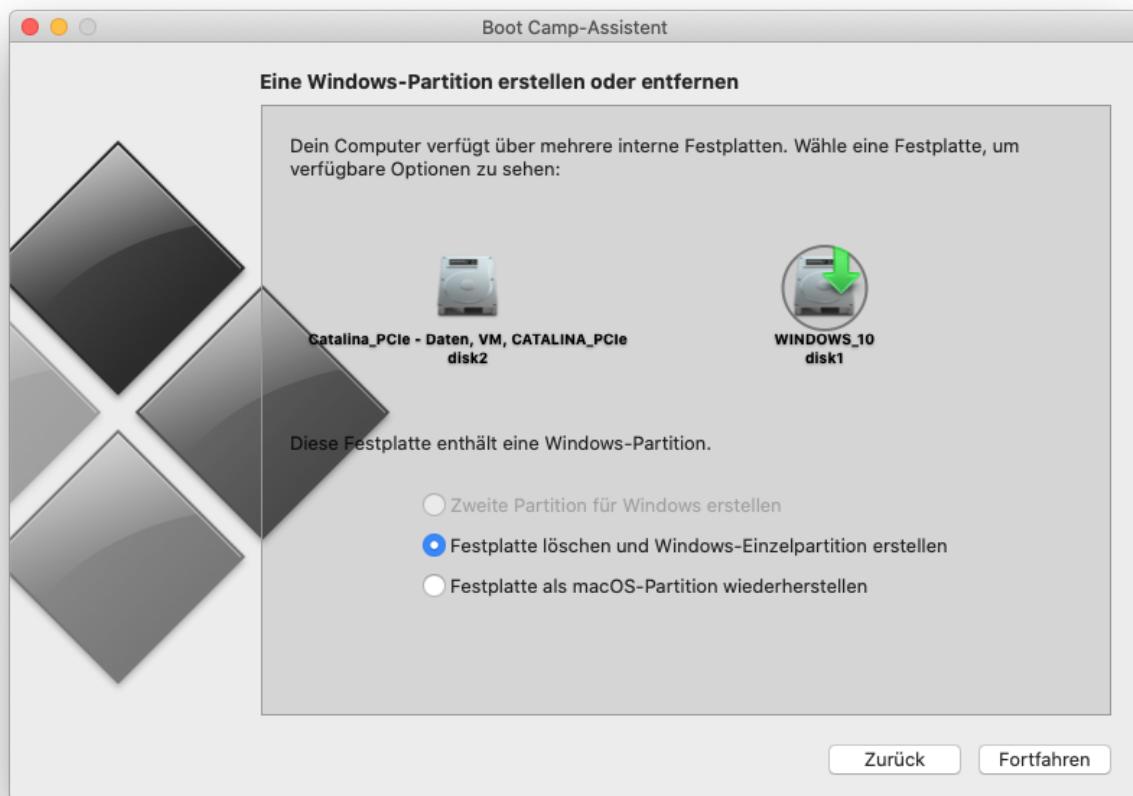 Boot Camp-Assistent
Eine Windows-Partition erstellen oder entfernen
Dein Computer verfügt über mehrere interne Festplatten. Wähle eine Festplatte, um
verfügbare Optionen zu sehen:
Catalina_PCIe - Daten, VM, CATALINA_PCIe
disk2
WINDOWS_10
disk1
Diese Festplatte enthält eine Windows-Partition.
Zweite Partition für Windows erstellen
Festplatte löschen und Windows-Einzelpartition erstellen
Festplatte als macOS-Partition wiederherstellen
Zurück
Fortfahren